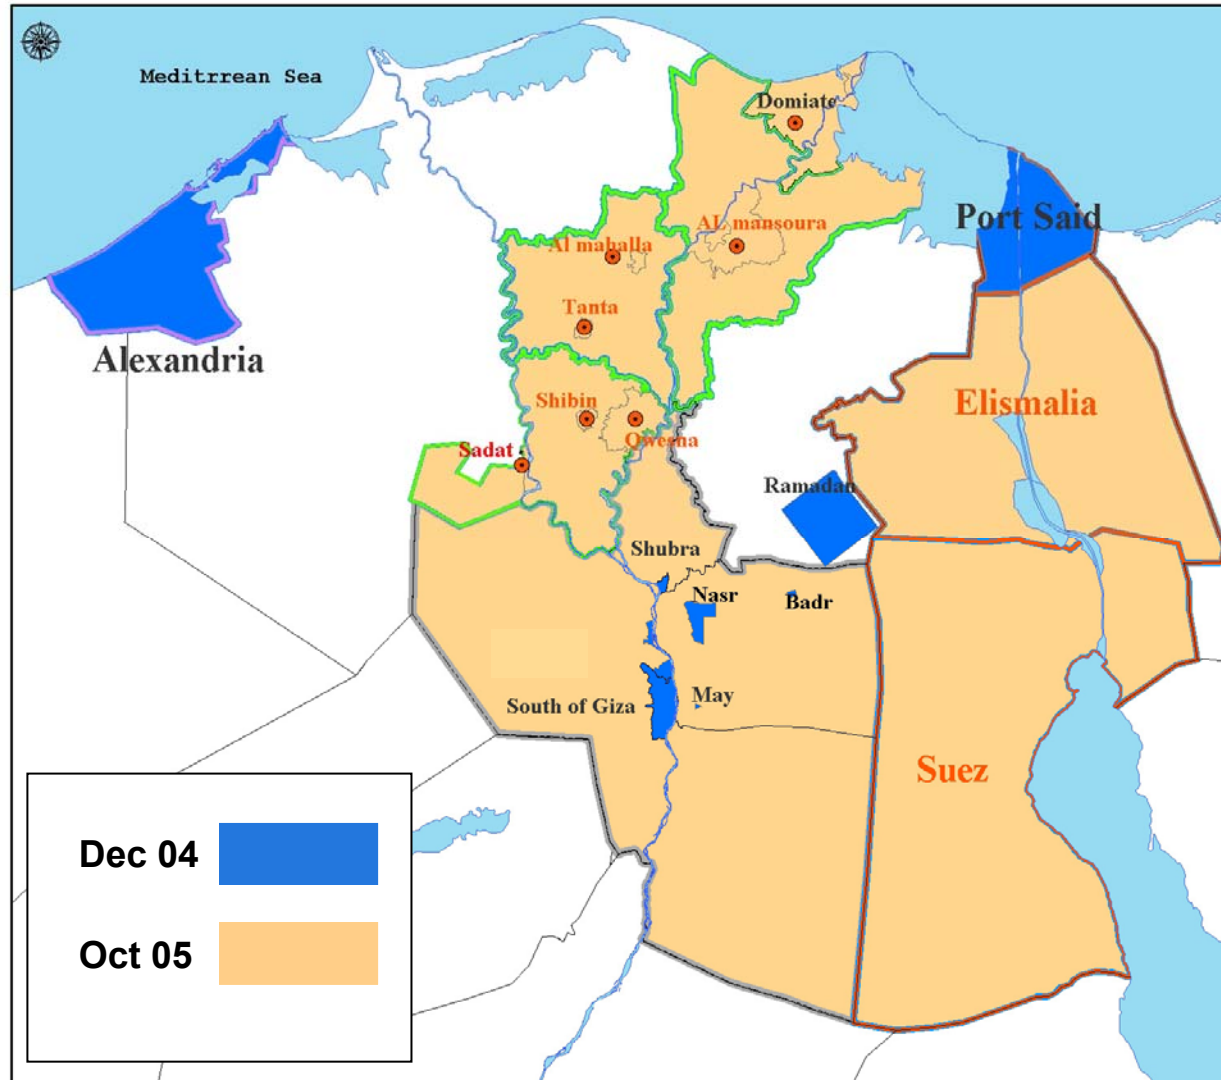 Meditrrean Sea
Domiate
Port Said
AL mansoura
Al mahalla
Tanta
Alexandria
Elismalia
Shibin
Qwesna
Sadat
Ramadan
Shubra
Nasr
Badr
South of Giza
May
Suez
Dec 04
Oct 05